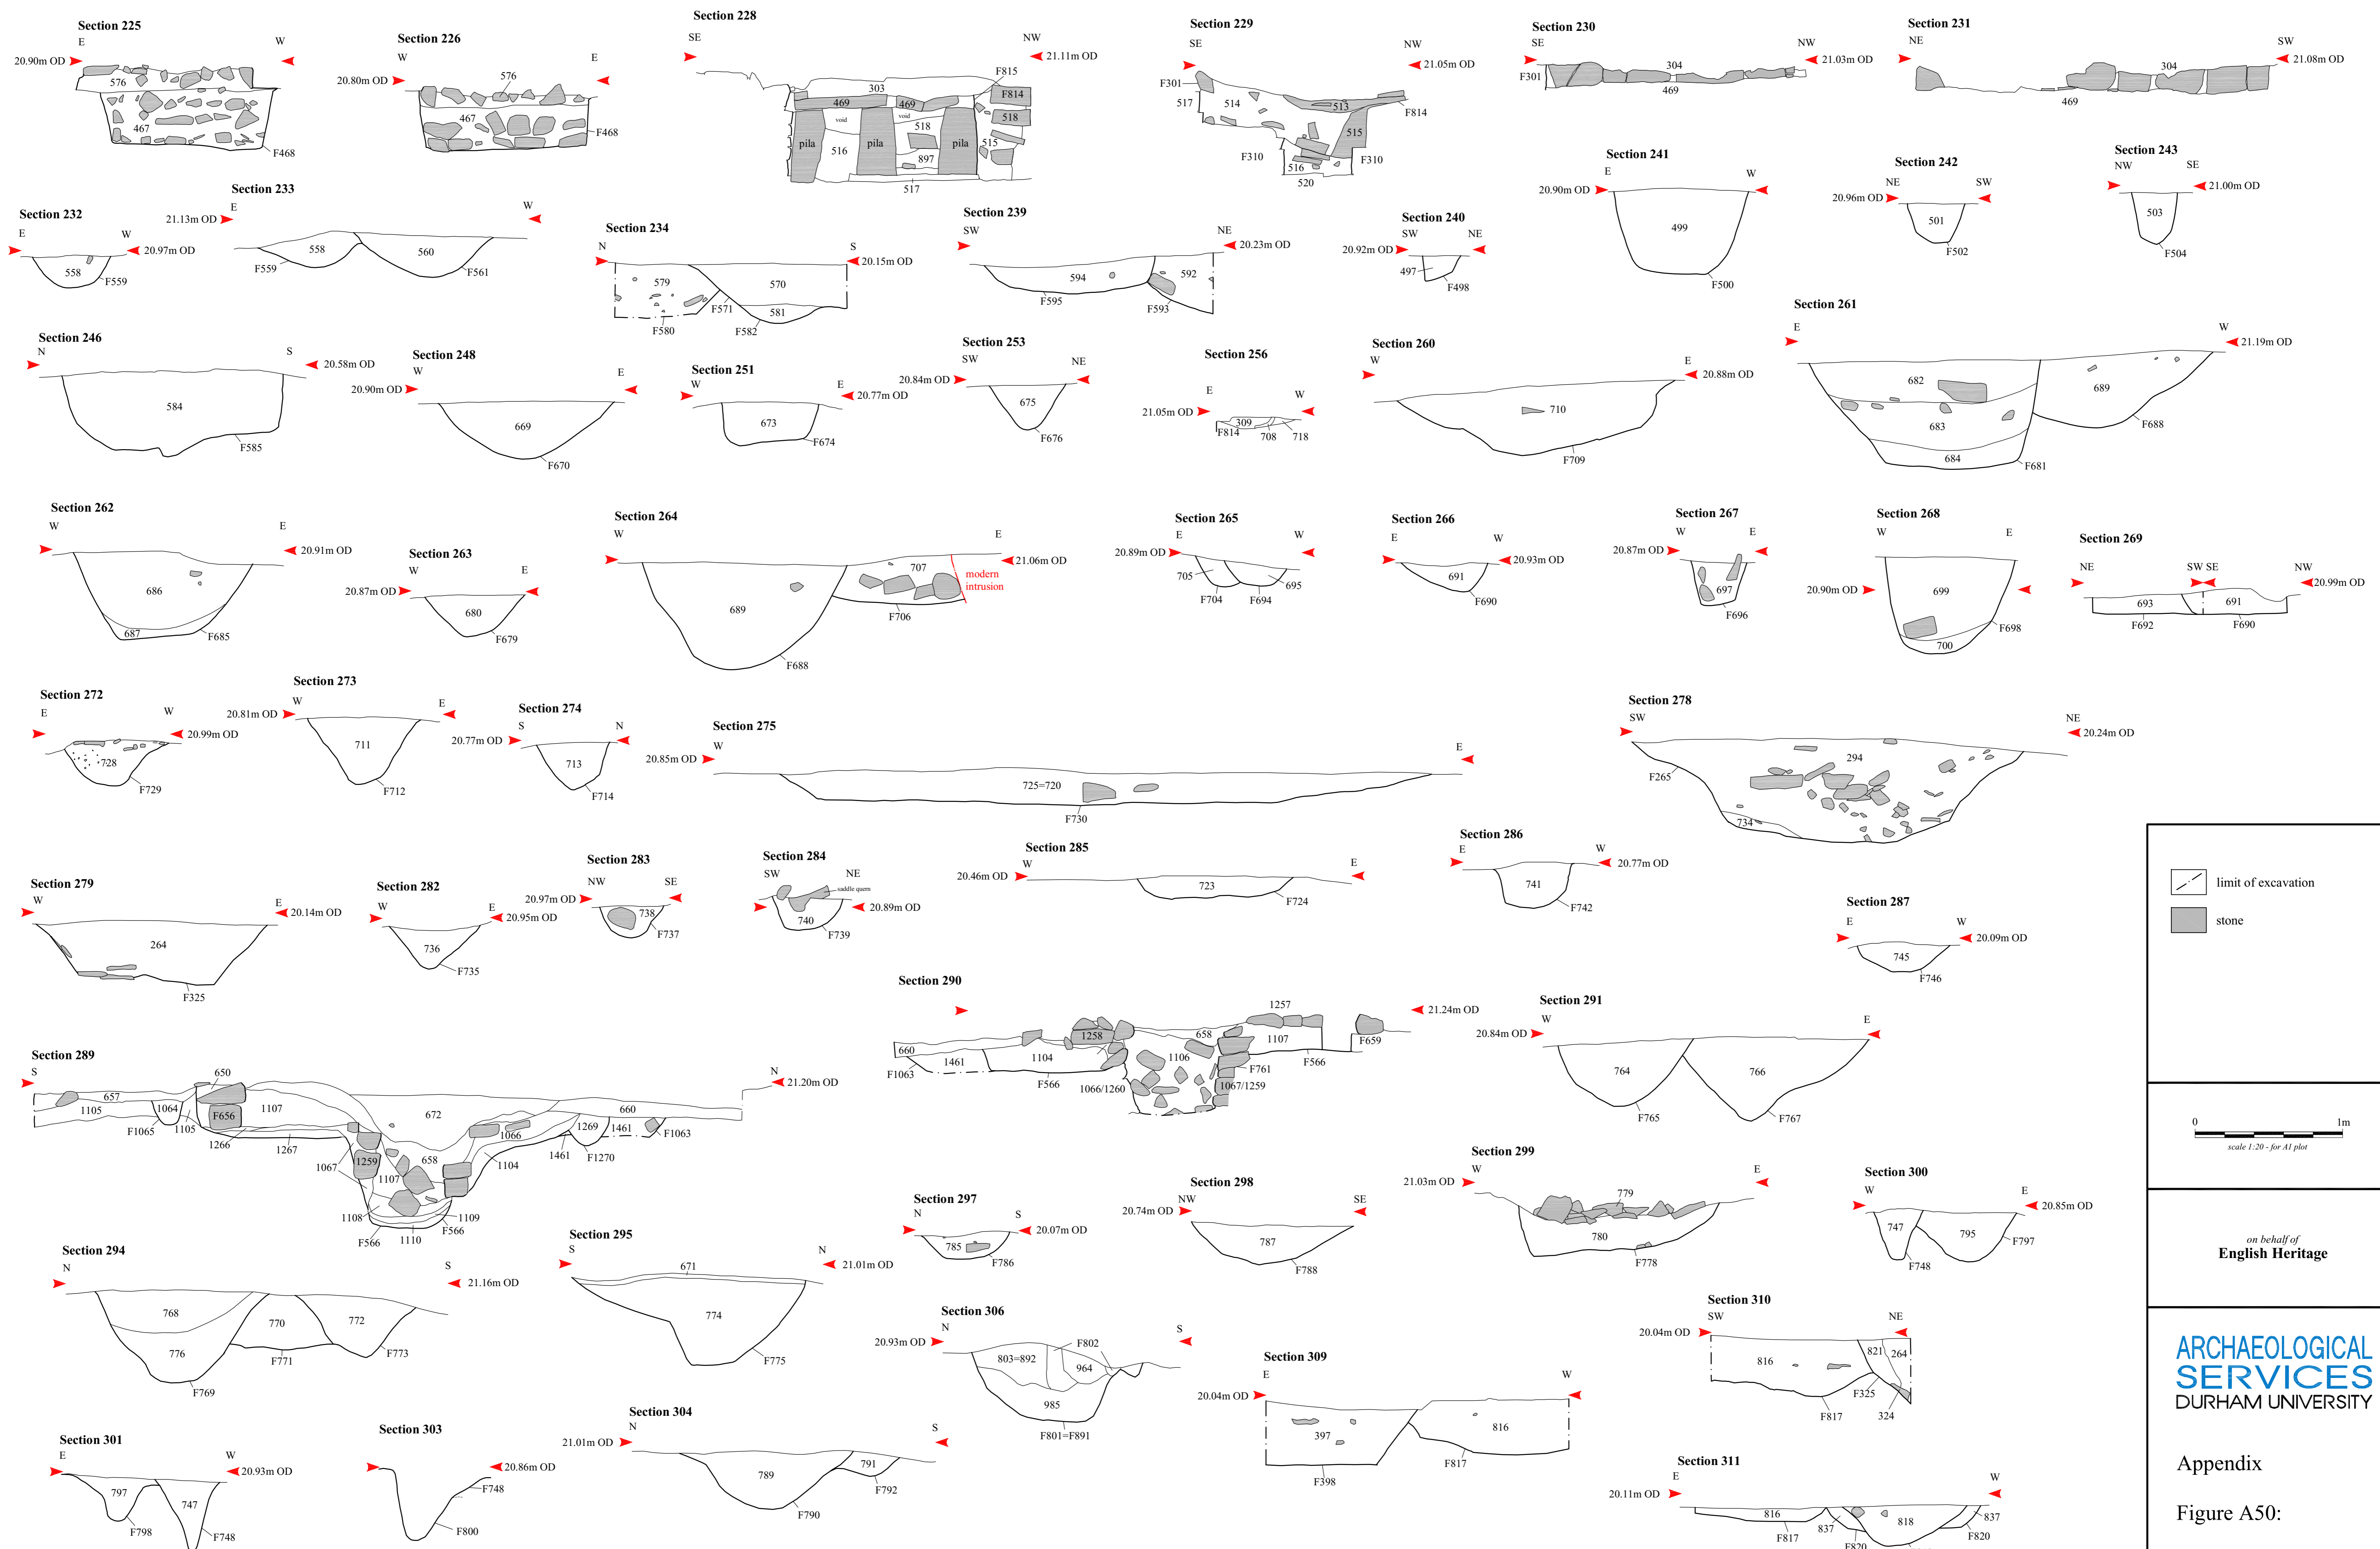 Section 225
E W
20.90m OD
576
467
F468
Section 226
W E
20.80m OD
576
467
F468
Section 228
SE NW
21.11m OD
F815
303
F814
469 469
void void
518 518
pila pila pila
516 515
897
517
Section 229
SE NW
21.05m OD
F301
517 514 513
F814
515
F310 F310
516
520
Section 230
SE NW
21.03m OD
F301 304
469
Section 231
NE SW
21.08m OD
304
469
Section 232
E W
20.97m OD
558
F559
Section 233
E W
21.13m OD
558 560
F559 F561
Section 234
N S
20.15m OD
579 570
F571
581
F580 F582
Section 239
SW NE
20.23m OD
594 592
F595 F593
Section 240
SW NE
20.92m OD
497
F498
Section 241
E W
20.90m OD
499
F500
Section 242
NE SW
20.96m OD
501
F502
Section 243
NW SE
21.00m OD
503
F504
Section 246
N S
20.58m OD
584
F585
Section 248
W E
20.90m OD
669
F670
Section 251
W E
20.77m OD
673
F674
Section 253
SW NE
20.84m OD
675
F676
Section 256
E W
21.05m OD
309
F814 708 718
Section 260
W E
20.88m OD
710
F709
Section 261
E W
21.19m OD
682 689
683 F688
684 F681
Section 262
W E
20.91m OD
686
687 F685
Section 263
W E
20.87m OD
680
F679
Section 264
W E
21.06m OD
707 modern
intrusion
689
F706
F688
Section 265
E W
20.89m OD
705 695
F704 F694
Section 266
E W
20.93m OD
691
F690
Section 267
W E
20.87m OD
697
F696
Section 268
W E
20.90m OD
699
F698
700
Section 269
NE SW SE NW
20.99m OD
693 691
F692 F690
Section 272
E W
20.99m OD
728
F729
Section 273
W E
20.81m OD
711
F712
Section 274
S N
20.77m OD
713
F714
Section 275
W E
20.85m OD
725=720
F730
Section 278
SW NE
20.24m OD
294
F265
734
Section 279
W E
20.14m OD
264
F325
Section 282
W E
20.95m OD
736
F735
Section 283
NW SE
20.97m OD
738
F737
Section 284
SW NE
saddle quern
20.89m OD
740
F739
Section 285
W E
20.46m OD
723
F724
Section 286
E W
20.77m OD
741
F742
Section 287
E W
20.09m OD
745
F746
Section 289
S N
21.20m OD
650
657 1064 1107 672 660
1105 F656
F1065 1105 1269 1461 F1063
1266 1267 1066
1067 1259 658 1104 1461 F1270
1107
1108 1109
F566 1110 F566
Section 290
21.24m OD
1257
1258 658 1107
660 1461 1104 1106 F659
F1063 F566 F761 F566
1066/1260 1067/1259
Section 291
W E
20.84m OD
764 766
F765 F767
Section 294
N S
21.16m OD
768 770 772
776 F771 F773
F769
Section 295
S N
21.01m OD
671
774
F775
Section 297
N S
20.07m OD
785
F786
Section 298
NW SE
20.74m OD
787
F788
Section 299
W E
21.03m OD
779
780
F778
Section 300
W E
20.85m OD
747 795
F797
F748
Section 301
E W
20.93m OD
797 747
F798 F748
Section 303
20.86m OD
F748
F800
Section 304
N S
21.01m OD
789 791
F792
F790
Section 306
N S
20.93m OD
F802
803=892 964
985
F801=F891
Section 309
E W
20.04m OD
397 816
F398 F817
Section 310
SW NE
20.04m OD
816 821 264
F325
F817 324
Section 311
E W
20.11m OD
816 818 837
F817 837 F820
F820
limit of excavation
stone
0 1m
scale 1:20 - for A1 plot
on behalf of
English Heritage
ARCHAEOLOGICAL
SERVICES
DURHAM UNIVERSITY
Appendix
Figure A50: